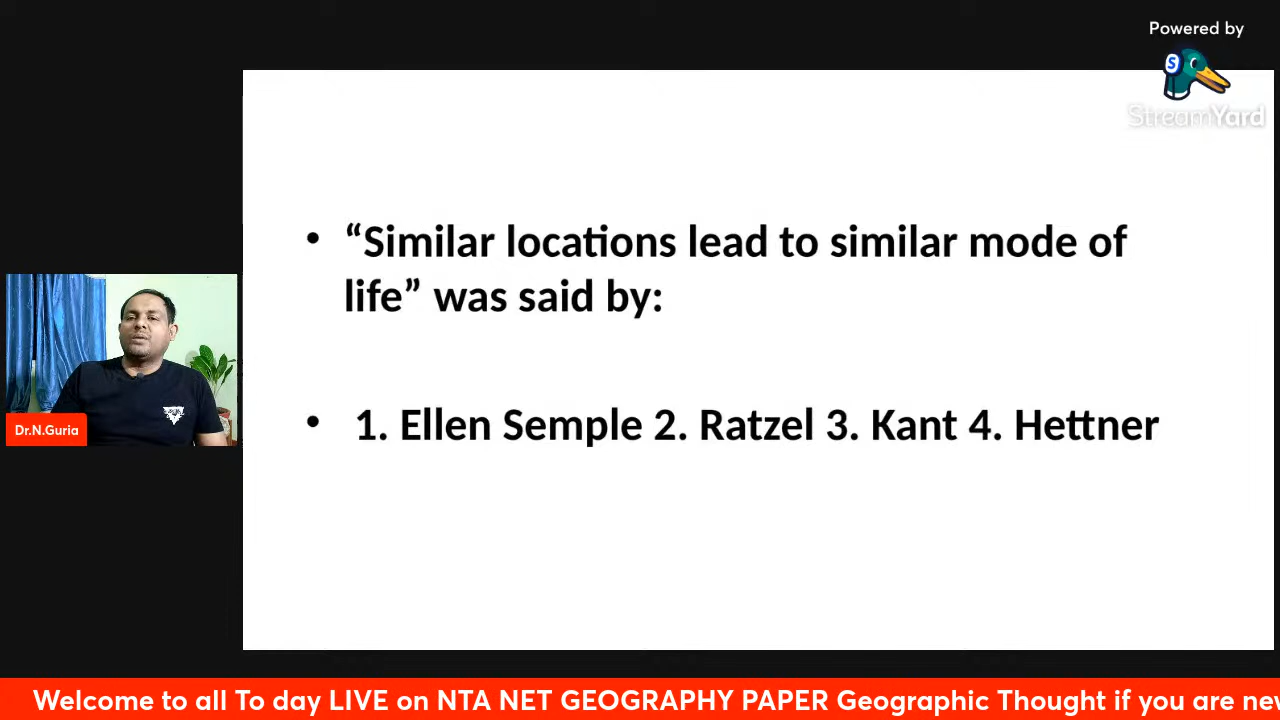 Powered by
StreamYard
“Similar locations lead to similar mode of
life” was said by:
1. Ellen Semple 2. Ratzel 3. Kant 4. Hettner
Dr.N.Guria
Welcome to all To day LIVE on NTA NET GEOGRAPHY PAPER Geographic Thought if you are